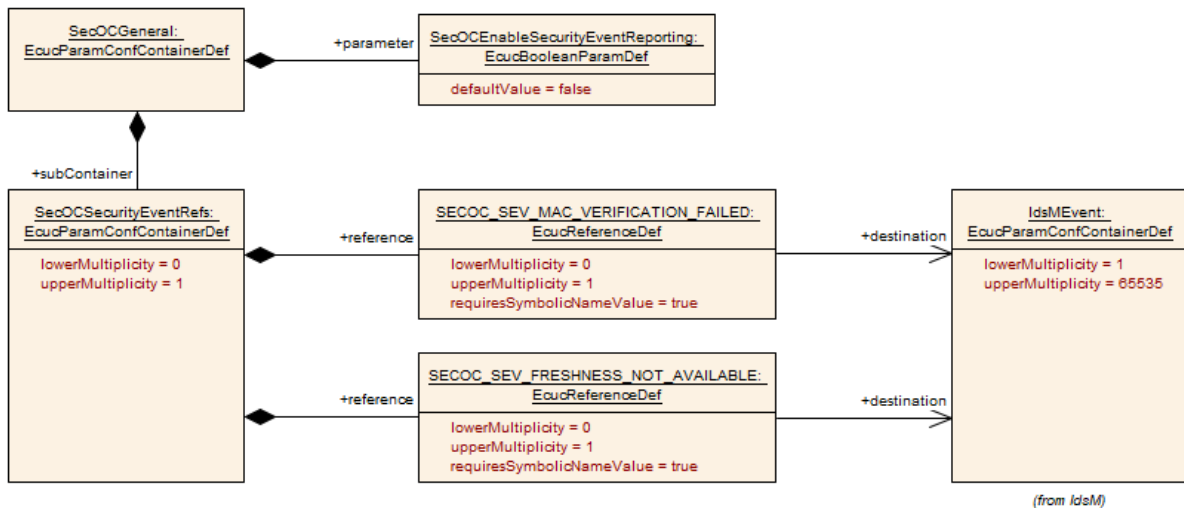 SecOCGeneral:
EcucParamConfContainerDef
+parameter
SecOCEnableSecurityEventReporting:
EcucBooleanParamDef
defaultValue = false
+subContainer
SecOCSecurityEventRefs:
EcucParamConfContainerDef
lowerMultiplicity = 0
upperMultiplicity = 1
+reference
SECOC_SEV_MAC_VERIFICATION_FAILED:
EcucReferenceDef
lowerMultiplicity = 0
upperMultiplicity = 1
requiresSymbolicNameValue = true
+destination
IdsMEvent:
EcucParamConfContainerDef
lowerMultiplicity = 1
upperMultiplicity = 65535
+reference
SECOC_SEV_FRESHNESS_NOT_AVAILABLE:
EcucReferenceDef
lowerMultiplicity = 0
upperMultiplicity = 1
requiresSymbolicNameValue = true
+destination
(from IdsM)